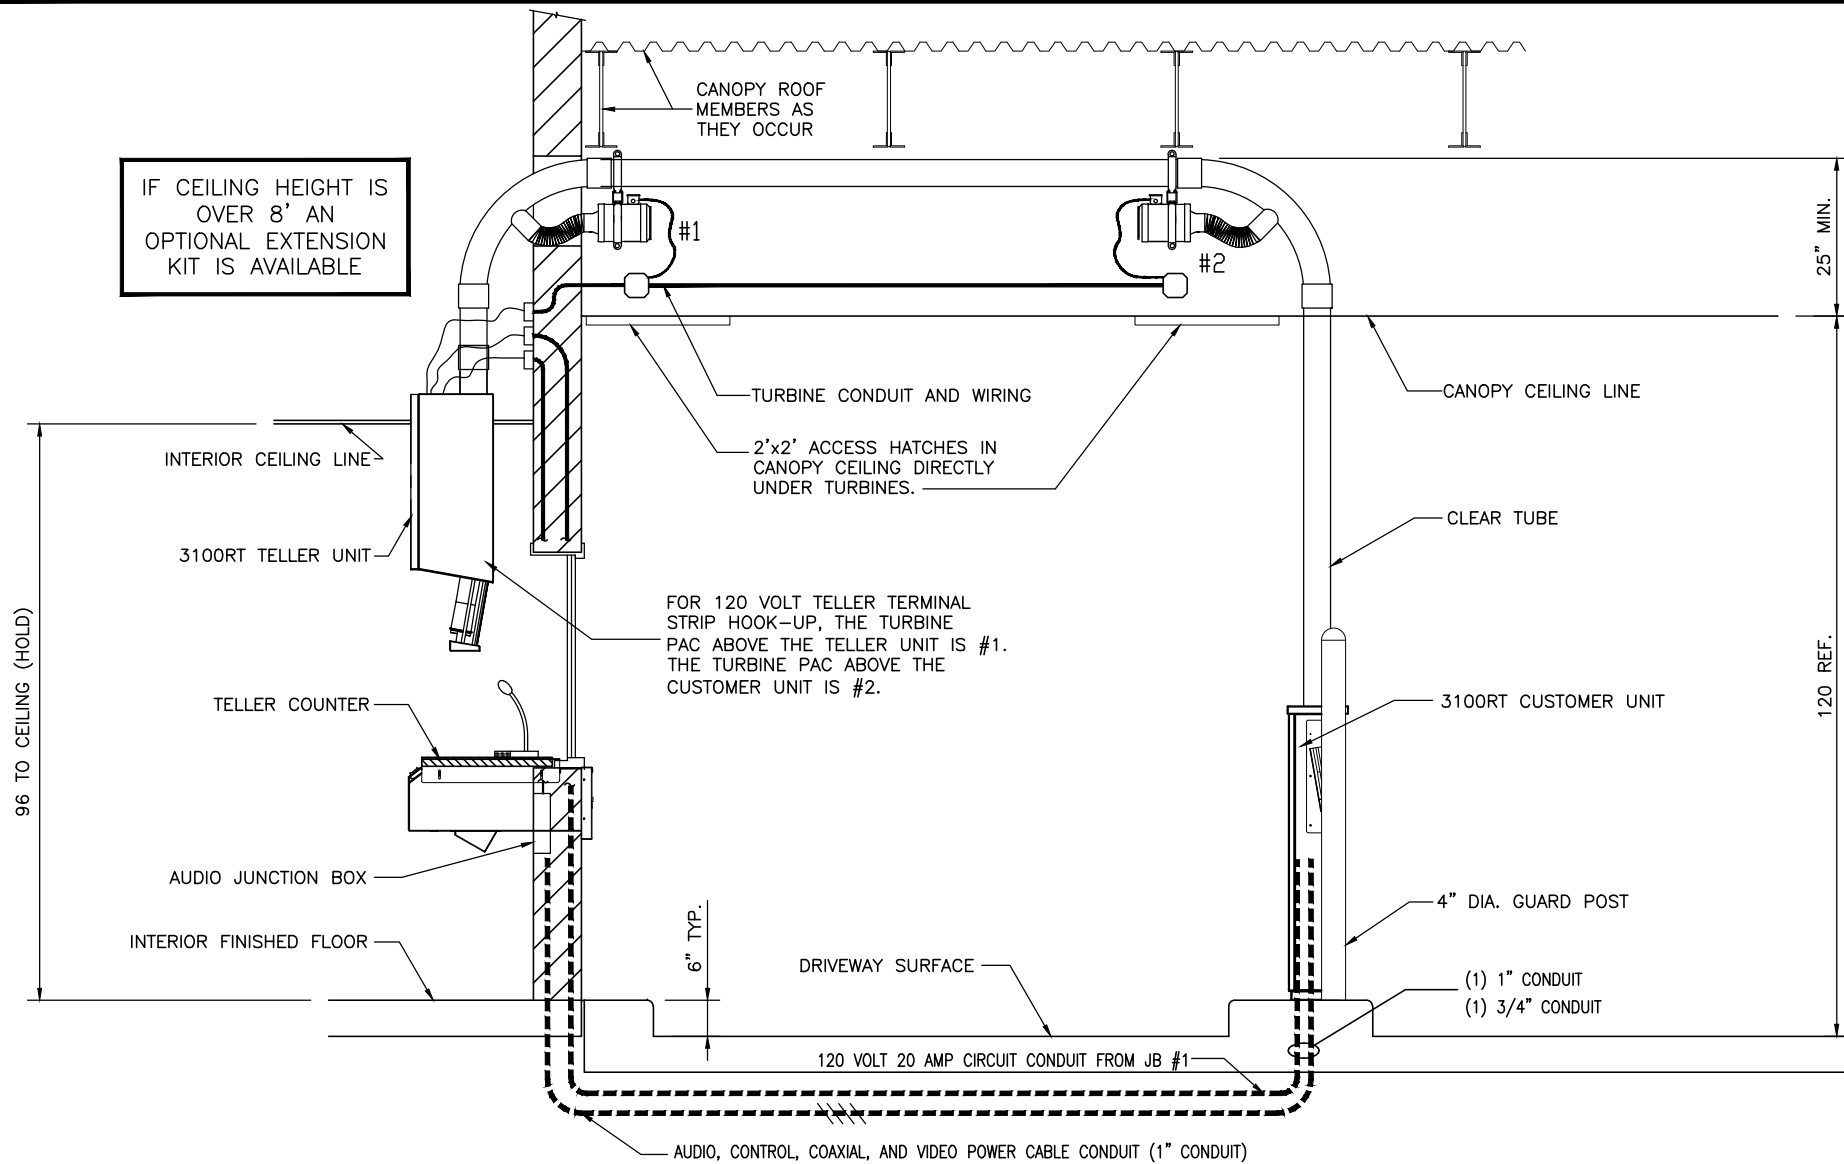 CANOPY ROOF
MEMBERS AS
THEY OCCUR
IF CEILING HEIGHT IS
OVER 8' AN
OPTIONAL EXTENSION
KIT IS AVAILABLE
#1
#2
25" MIN.
TURBINE CONDUIT AND WIRING
CANOPY CEILING LINE
2'x2' ACCESS HATCHES IN
CANOPY CEILING DIRECTLY
UNDER TURBINES.
INTERIOR CEILING LINE
CLEAR TUBE
3100RT TELLER UNIT
FOR 120 VOLT TELLER TERMINAL
STRIP HOOK-UP, THE TURBINE
PAC ABOVE THE TELLER UNIT IS #1.
THE TURBINE PAC ABOVE THE
CUSTOMER UNIT IS #2.
96 TO CEILING (HOLD)
120 REF.
TELLER COUNTER
3100RT CUSTOMER UNIT
AUDIO JUNCTION BOX
4" DIA. GUARD POST
INTERIOR FINISHED FLOOR
6" TYP.
DRIVEWAY SURFACE
(1) 1" CONDUIT
(1) 3/4" CONDUIT
120 VOLT 20 AMP CIRCUIT CONDUIT FROM JB #1
AUDIO, CONTROL, COAXIAL, AND VIDEO POWER CABLE CONDUIT (1" CONDUIT)